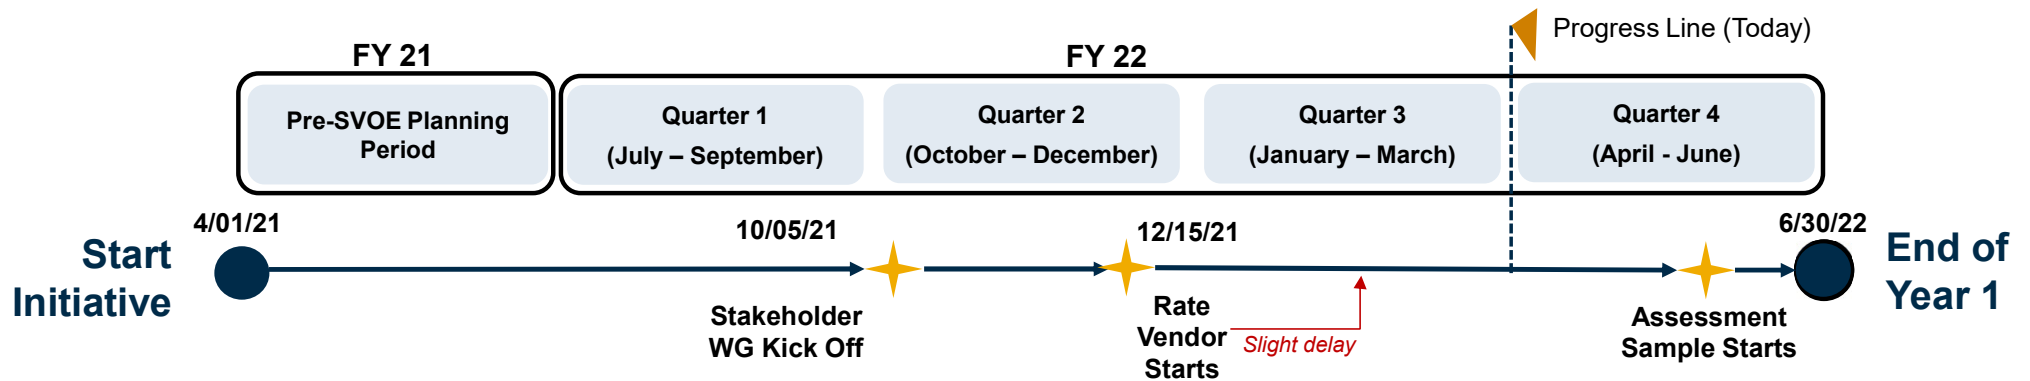 Progress Line (Today)
FY 21
FY 22
Pre-SVOE Planning
Period
Quarter 1
(July – September)
Quarter 2
(October – December)
Quarter 3
(January – March)
Quarter 4
(April - June)
4/01/21
10/05/21
12/15/21
6/30/22
Start
Initiative
End of
Year 1
Stakeholder
WG Kick Off
Rate
Vendor
Starts
Slight delay
Assessment
Sample Starts